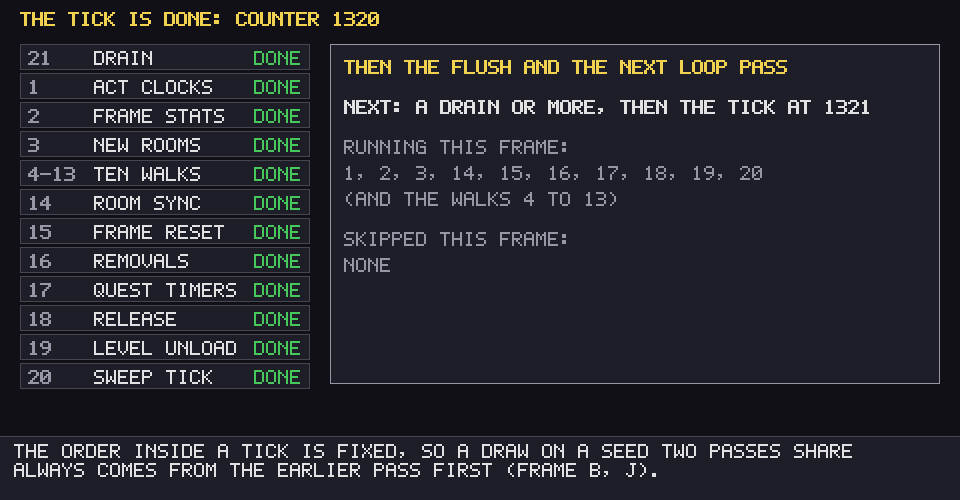 THE TICK IS DONE: COUNTER 1320
21 DRAIN DONE
1 ACT CLOCKS DONE
2 FRAME STATS DONE
3 NEW ROOMS DONE
4-13 TEN WALKS DONE
14 ROOM SYNC DONE
15 FRAME RESET DONE
16 REMOVALS DONE
17 QUEST TIMERS DONE
18 RELEASE DONE
19 LEVEL UNLOAD DONE
20 SWEEP TICK DONE
THEN THE FLUSH AND THE NEXT LOOP PASS
NEXT: A DRAIN OR MORE, THEN THE TICK AT 1321
RUNNING THIS FRAME:
1, 2, 3, 14, 15, 16, 17, 18, 19, 20
(AND THE WALKS 4 TO 13)
SKIPPED THIS FRAME:
NONE
THE ORDER INSIDE A TICK IS FIXED, SO A DRAW ON A SEED TWO PASSES SHARE
ALWAYS COMES FROM THE EARLIER PASS FIRST (FRAME B, J).